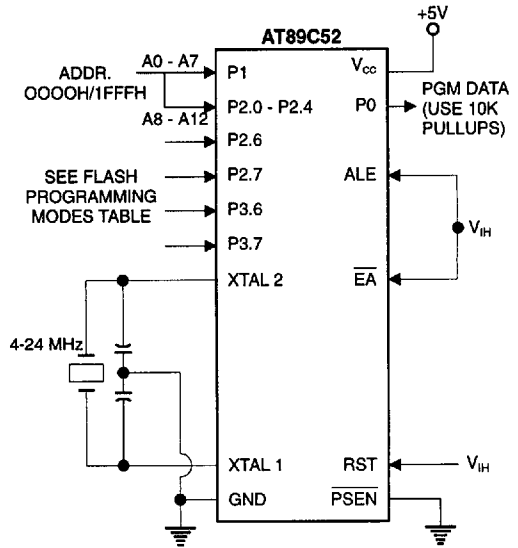 +5V
AT89C52
A0 - A7
ADDR.
OOOOH/1FFFH
P1
VCC
P2.0 - P2.4
P0
PGM DATA
(USE 10K
PULLUPS)
A8 - A12
P2.6
SEE FLASH
PROGRAMMING
MODES TABLE
P2.7
ALE
P3.6
VIH
P3.7
XTAL 2
EA
4-24 MHz
XTAL 1
RST
VIH
GND
PSEN